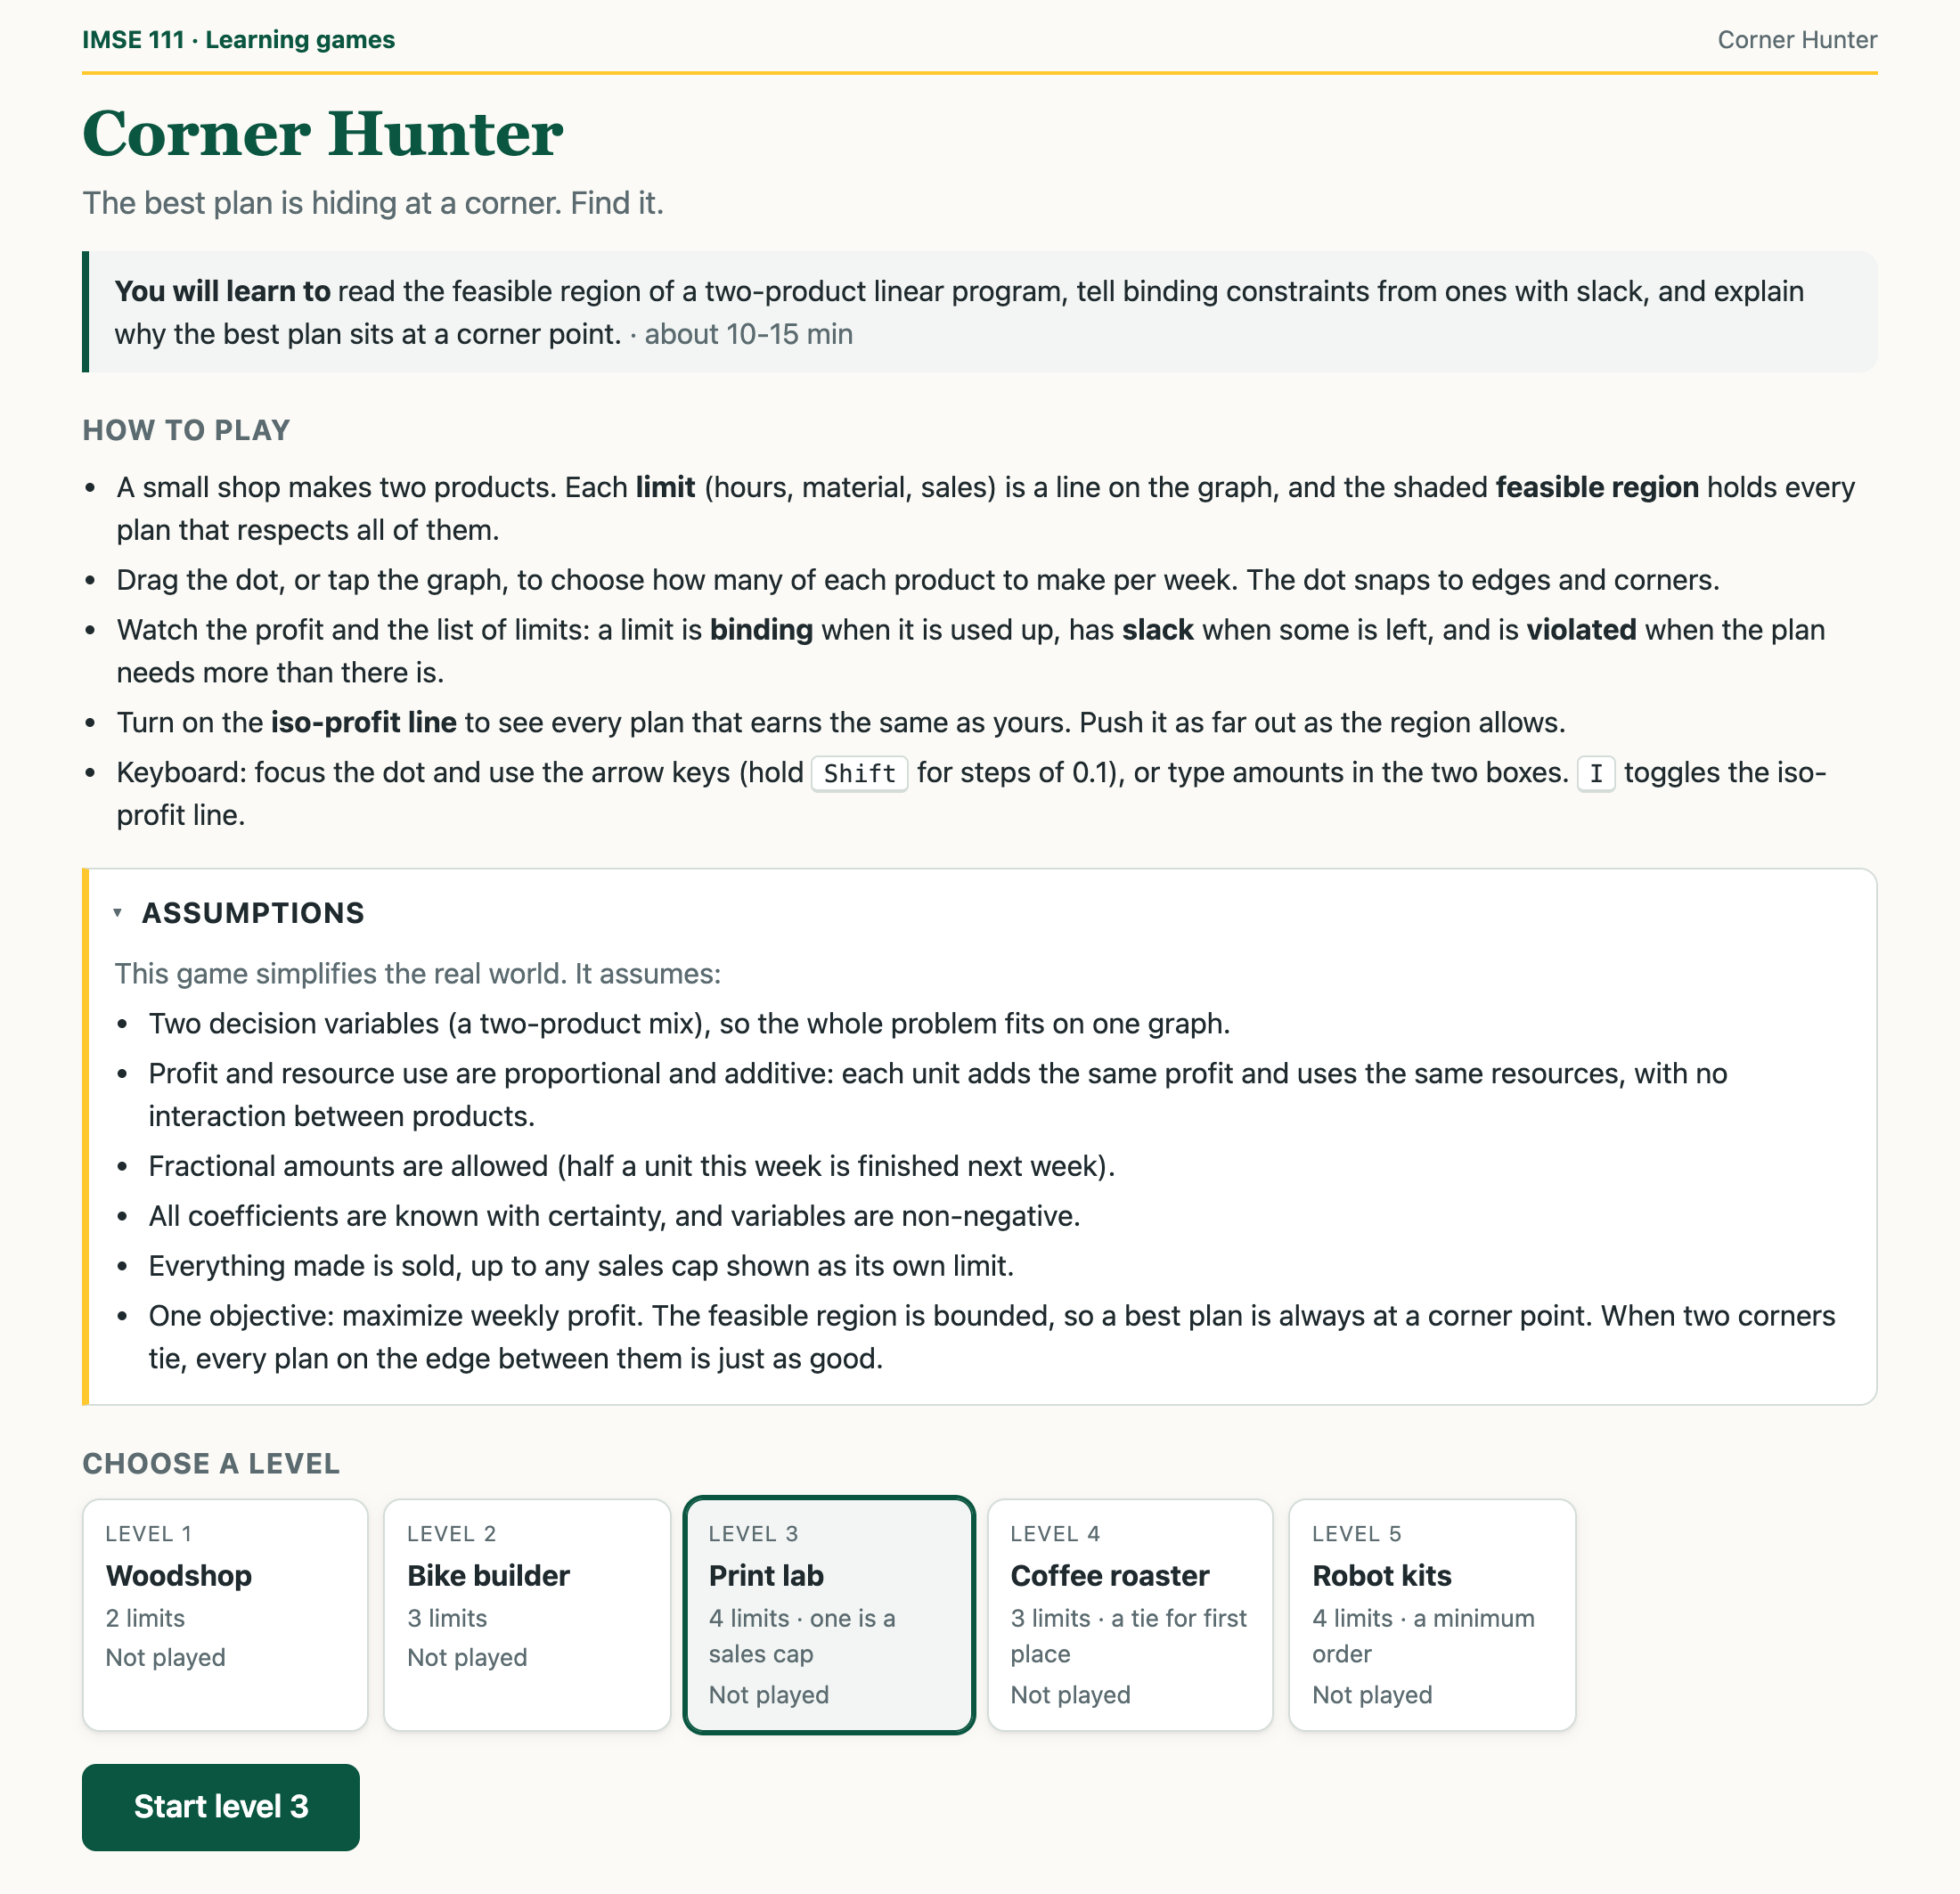 IMSE 111 · Learning games
Corner Hunter
Corner Hunter
The best plan is hiding at a corner. Find it.
You will learn to read the feasible region of a two-product linear program, tell binding constraints from ones with slack, and explain
why the best plan sits at a corner point. · about 10-15 min
HOW TO PLAY
• A small shop makes two products. Each limit (hours, material, sales) is a line on the graph, and the shaded feasible region holds every
plan that respects all of them.
• Drag the dot, or tap the graph, to choose how many of each product to make per week. The dot snaps to edges and corners.
• Watch the profit and the list of limits: a limit is binding when it is used up, has slack when some is left, and is violated when the plan
needs more than there is.
• Turn on the iso-profit line to see every plan that earns the same as yours. Push it as far out as the region allows.
• Keyboard: focus the dot and use the arrow keys (hold Shift for steps of 0.1), or type amounts in the two boxes. I toggles the iso-
profit line.
▾ ASSUMPTIONS
This game simplifies the real world. It assumes:
• Two decision variables (a two-product mix), so the whole problem fits on one graph.
• Profit and resource use are proportional and additive: each unit adds the same profit and uses the same resources, with no
interaction between products.
• Fractional amounts are allowed (half a unit this week is finished next week).
• All coefficients are known with certainty, and variables are non-negative.
• Everything made is sold, up to any sales cap shown as its own limit.
• One objective: maximize weekly profit. The feasible region is bounded, so a best plan is always at a corner point. When two corners
tie, every plan on the edge between them is just as good.
CHOOSE A LEVEL
LEVEL 1
Woodshop
2 limits
Not played
LEVEL 2
Bike builder
3 limits
Not played
LEVEL 3
Print lab
4 limits · one is a
sales cap
Not played
LEVEL 4
Coffee roaster
3 limits · a tie for first
place
Not played
LEVEL 5
Robot kits
4 limits · a minimum
order
Not played
Start level 3